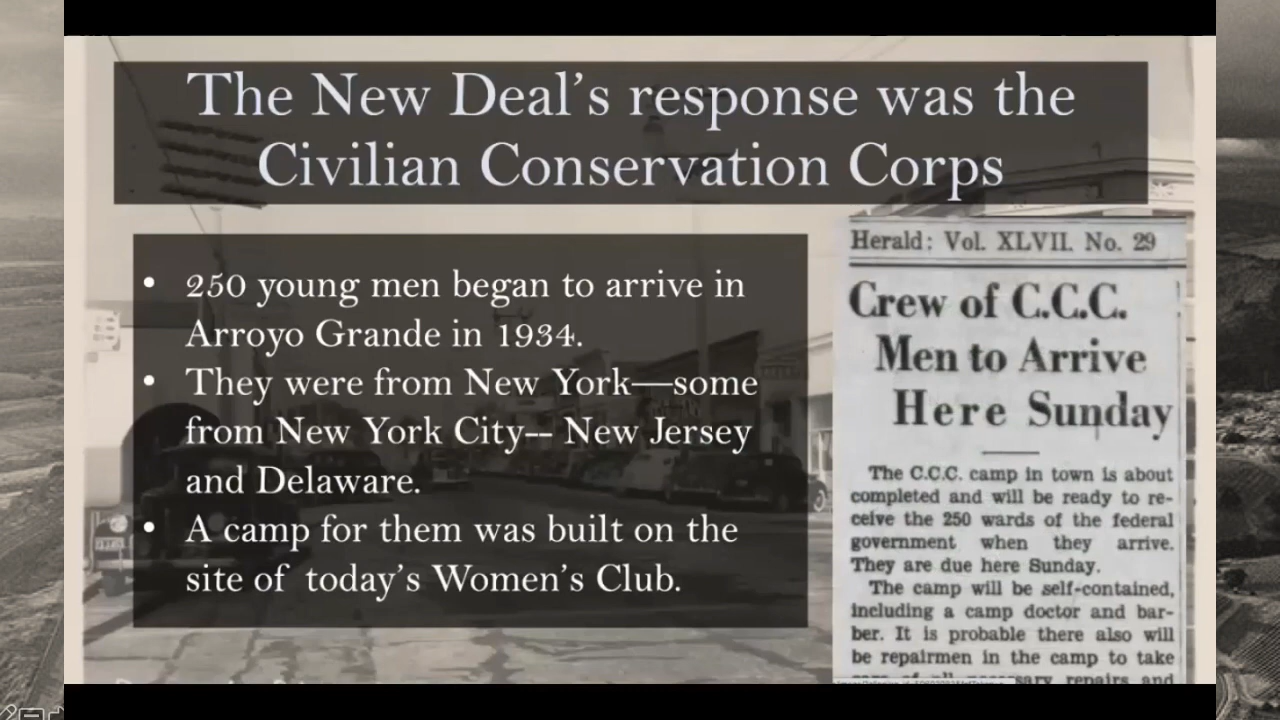 The New Deal’s response was the
Civilian Conservation Corps
• 250 young men began to arrive in
Arroyo Grande in 1934.
• They were from New York—some
from New York City-- New Jersey
and Delaware.
• A camp for them was built on the
site of today’s Women’s Club.
Herald: Vol. XLVII. No. 29
Crew of C.C.C.
Men to Arrive
Here Sunday
The C.C.C. camp in town is about
completed and will be ready to re-
ceive the 250 wards of the federal
government when they arrive.
They are due here Sunday.
The camp will be self-contained,
including a camp doctor and bar-
ber. It is probable there also will
be repairmen in the camp to take
repairs and